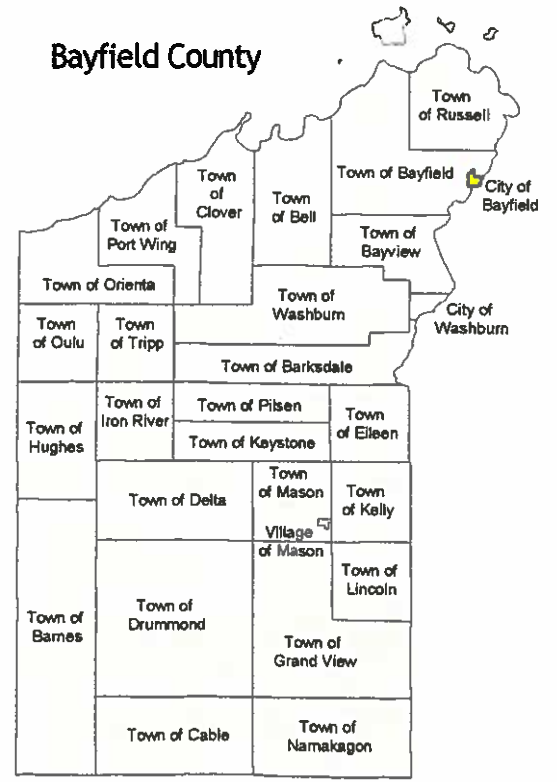 Bayfield County
Town
of Russell
Town of Bayfield
City of
Bayfield
Town
of
Clover
Town
of Bell
Town of
Port Wing
Town of
Bayview
Town of Orienta
Town of
Washburn
City of
Washburn
Town
of Oulu
Town
of Tripp
Town of Barksdale
Town of
Hughes
Town of
Iron River
Town of Pilsen
Town of Keystone
Town
of Eileen
Town of Delta
Town
of Mason
Town
of Kelly
Village
of Mason
Town of
Lincoln
Town of
Barnes
Town of
Drummond
Town of
Grand View
Town of Cable
Town of
Namakagon